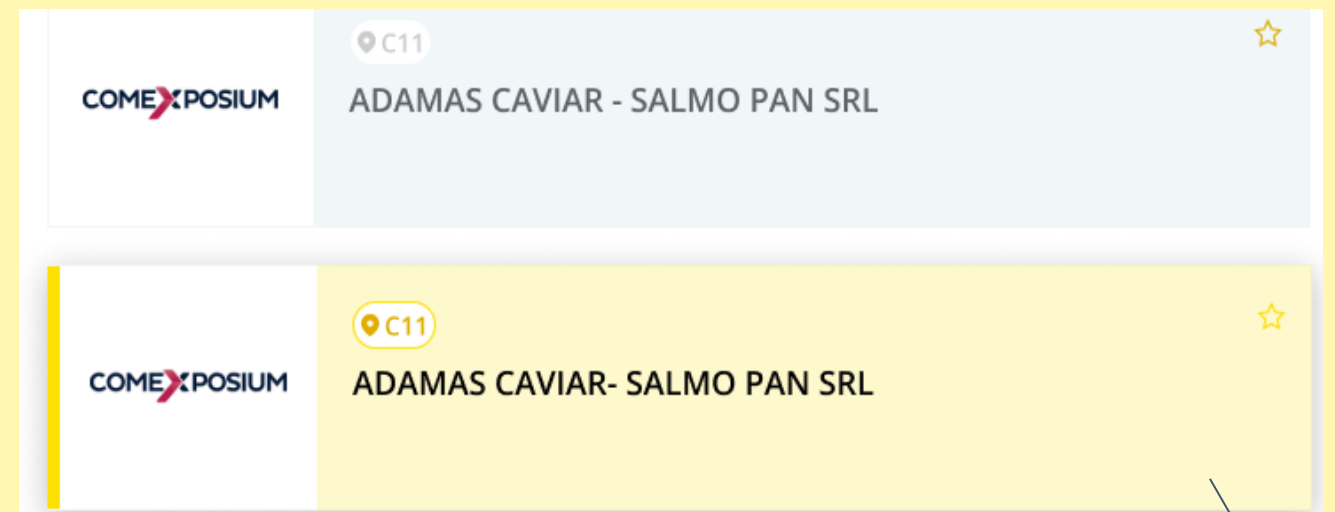 C11
COMEXPOSIUM
ADAMAS CAVIAR - SALMO PAN SRL
C11
COMEXPOSIUM
ADAMAS CAVIAR- SALMO PAN SRL